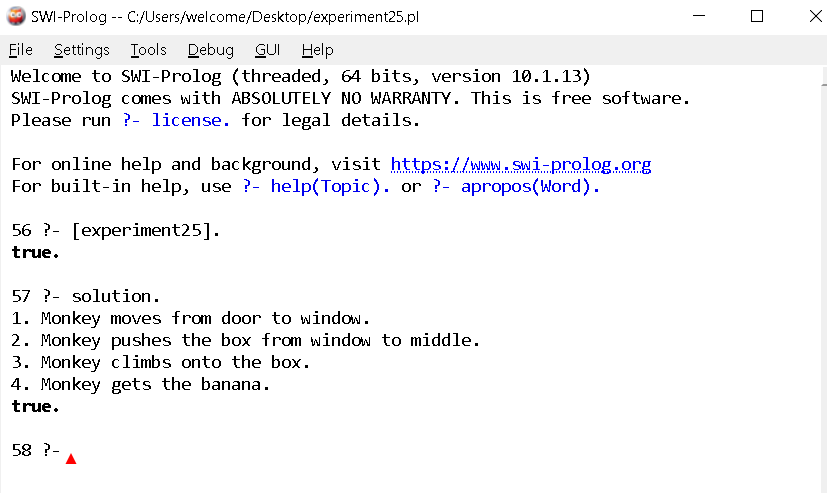 SWI-Prolog -- C:/Users/welcome/Desktop/experiment25.pl
File Settings Tools Debug GUI Help
Welcome to SWI-Prolog (threaded, 64 bits, version 10.1.13)
SWI-Prolog comes with ABSOLUTELY NO WARRANTY. This is free software.
Please run ?- license. for legal details.
For online help and background, visit https://www.swi-prolog.org
For built-in help, use ?- help(Topic). or ?- apropos(Word).
56 ?- [experiment25].
true.
57 ?- solution.
1. Monkey moves from door to window.
2. Monkey pushes the box from window to middle.
3. Monkey climbs onto the box.
4. Monkey gets the banana.
true.
58 ?-